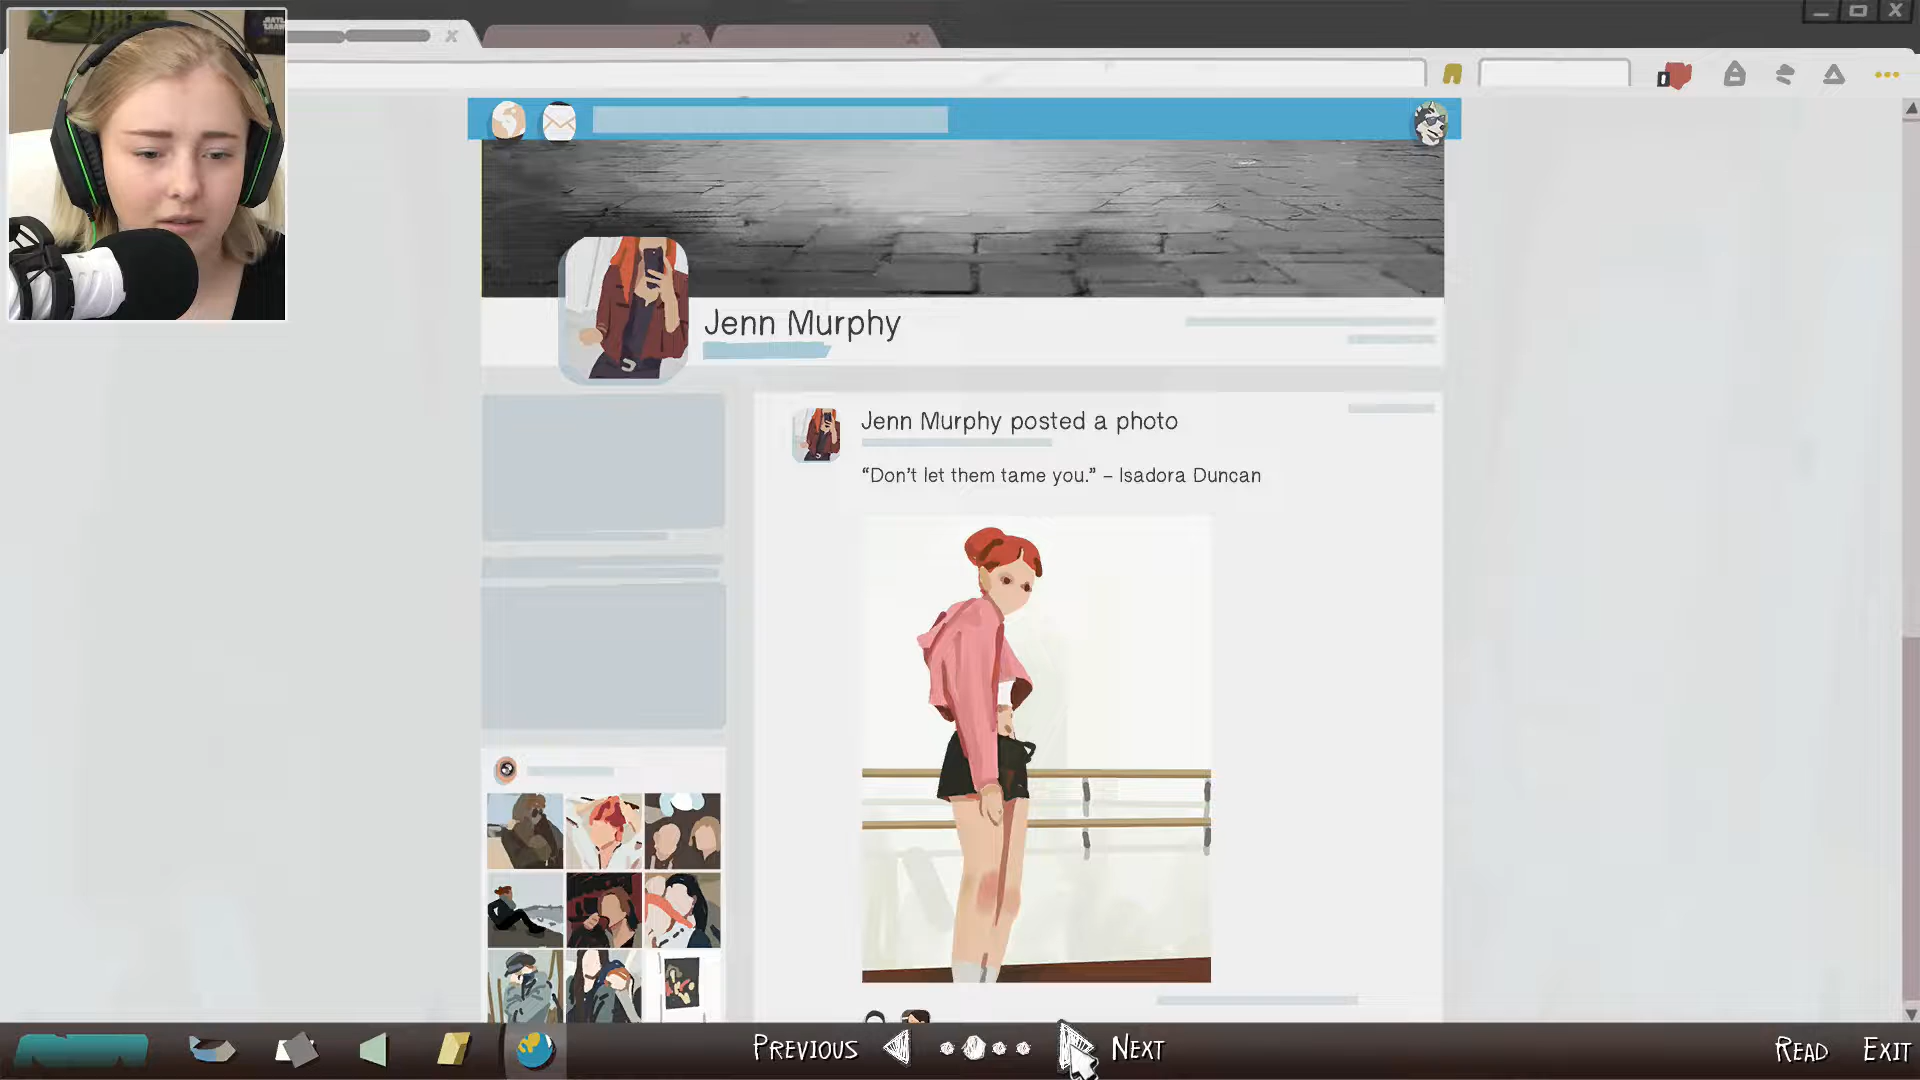 Jenn Murphy
Jenn Murphy posted a photo
“Don’t let them tame you.” – Isadora Duncan
PREVIOUS
NEXT
READ
EXIT